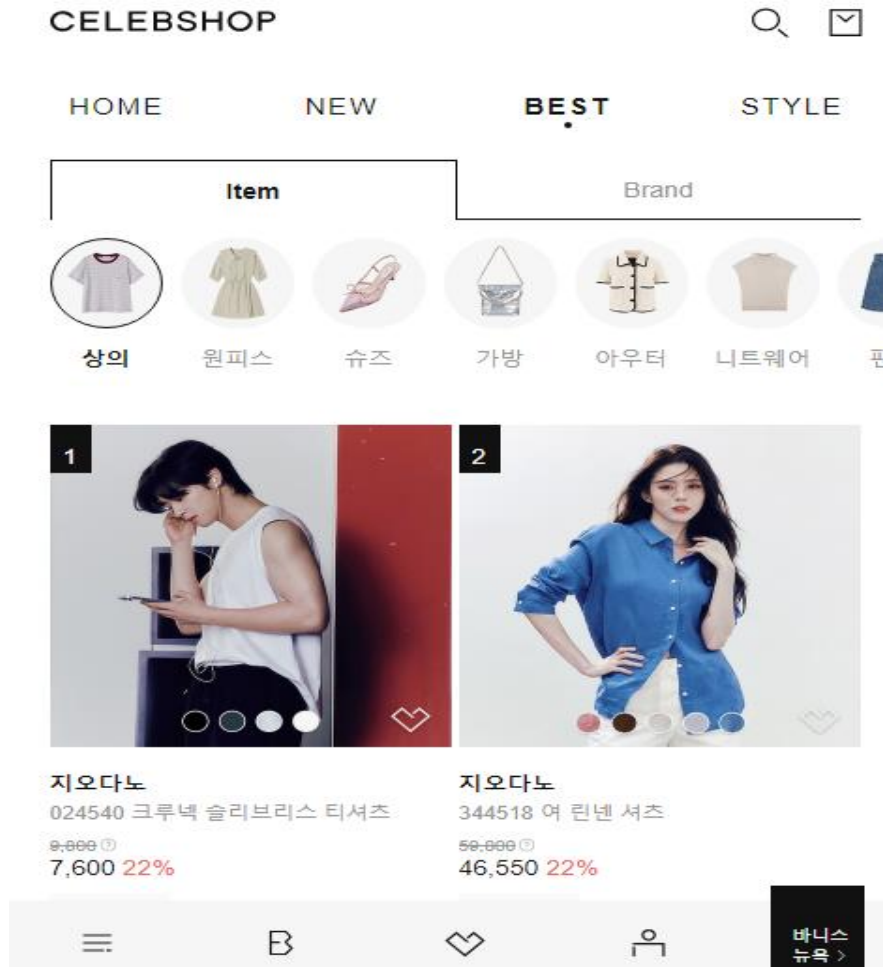 CELEBSHOP
HOME NEW BEST STYLE
Item Brand
상의 원피스 슈즈 가방 아우터 니트웨어
1 2
지오다노 지오다노
024540 크루넥 슬리브리스 티셔츠 344518 여 린넨 셔츠
9,800 59,800
7,600 22% 46,550 22%
B
바니스
뉴욕 >